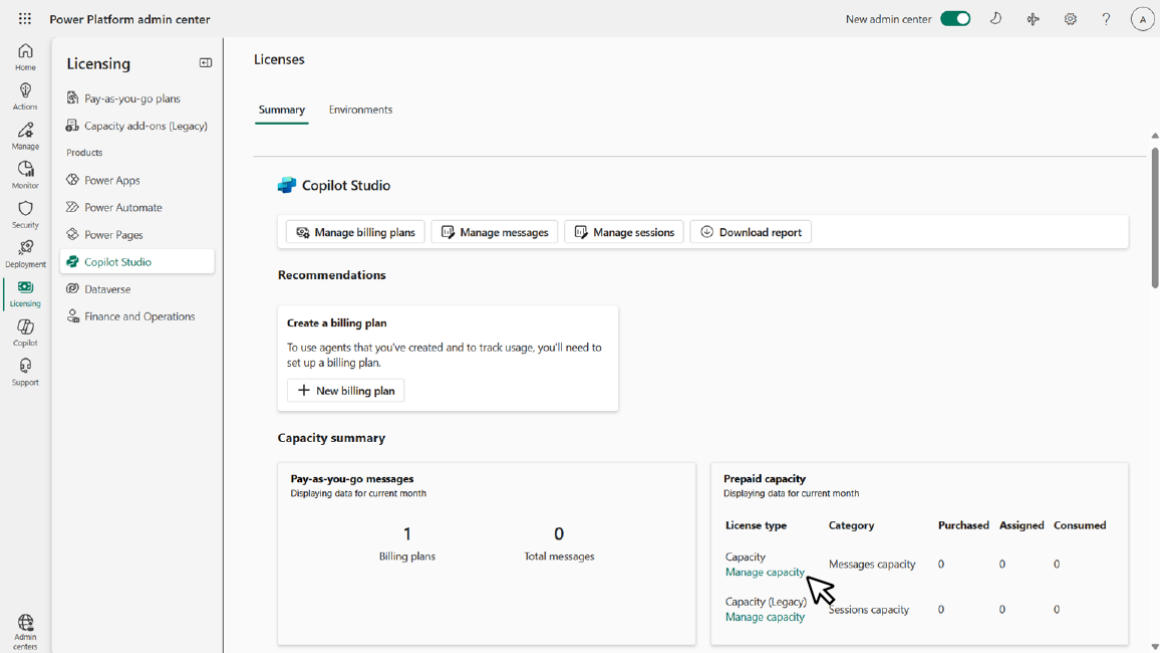 Power Platform admin center
New admin center
?
A
Home
Actions
Manage
Monitor
Security
Deployment
Licensing
Copilot
Support
Admin
centers
Licensing
Pay-as-you-go plans
Capacity add-ons (Legacy)
Products
Power Apps
Power Automate
Power Pages
Copilot Studio
Dataverse
Finance and Operations
Licenses
Summary Environments
Copilot Studio
Manage billing plans Manage messages Manage sessions Download report
Recommendations
Create a billing plan
To use agents that you've created and to track usage, you'll need to
set up a billing plan.
+ New billing plan
Capacity summary
Pay-as-you-go messages
Displaying data for current month
1 0
Billing plans Total messages
Prepaid capacity
Displaying data for current month
License type Category Purchased Assigned Consumed
Capacity
Manage capacity Messages capacity 0 0 0
Capacity (Legacy)
Manage capacity Sessions capacity 0 0 0